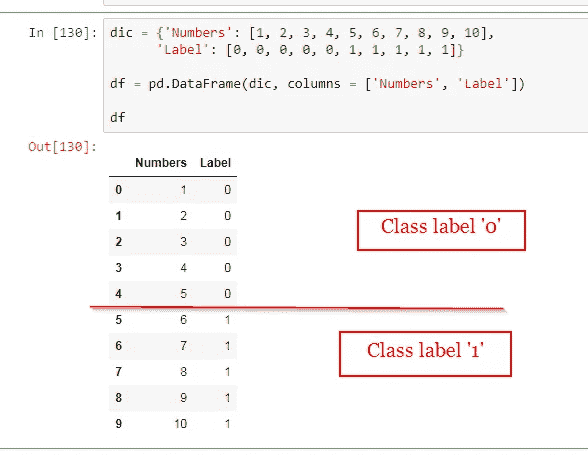 In [130]: dic = {'Numbers': [1, 2, 3, 4, 5, 6, 7, 8, 9, 10],
'Label': [0, 0, 0, 0, 0, 1, 1, 1, 1, 1]}
df = pd.DataFrame(dic, columns = ['Numbers', 'Label'])
df
Out[130]:
Numbers Label
0 1 0
1 2 0
2 3 0
3 4 0
4 5 0
5 6 1
6 7 1
7 8 1
8 9 1
9 10 1
Class label '0'
Class label '1'